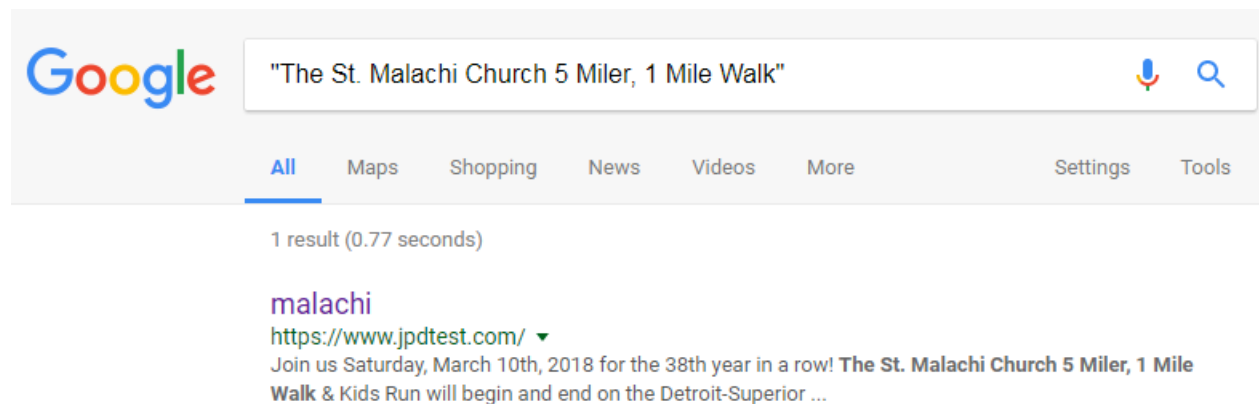 Google "The St. Malachi Church 5 Miler, 1 Mile Walk"
All Maps Shopping News Videos More Settings Tools
1 result (0.77 seconds)
malachi
https://www.jpdtest.com/
Join us Saturday, March 10th, 2018 for the 38th year in a row! The St. Malachi Church 5 Miler, 1 Mile
Walk & Kids Run will begin and end on the Detroit-Superior ...